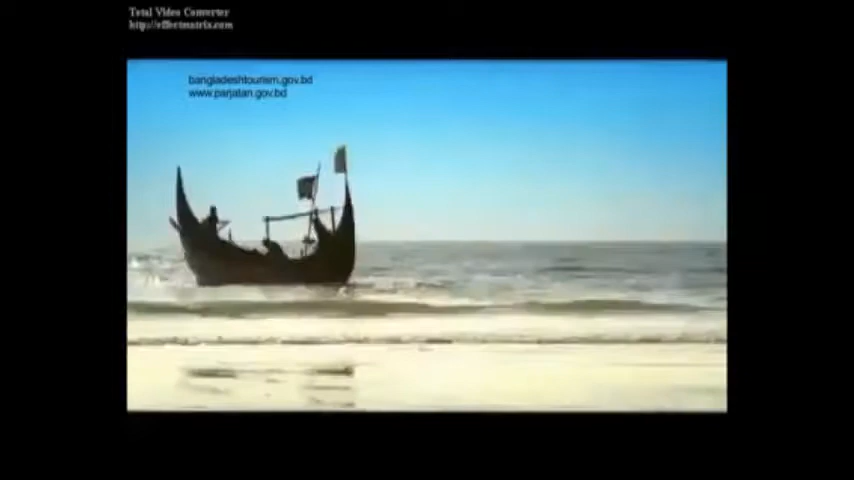 Total Video Converter
http://effectmatrix.com
bangladeshtourism.gov.bd
www.parjatan.gov.bd